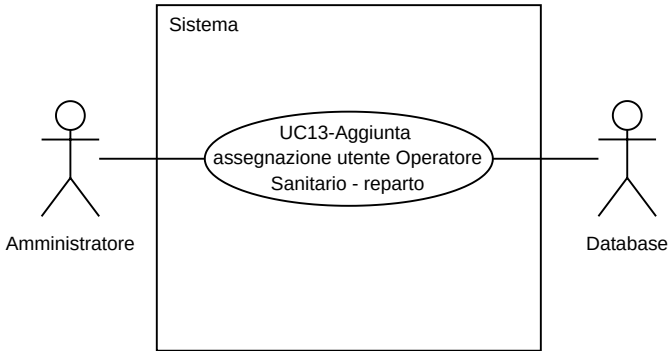 Sistema
UC13-Aggiunta
assegnazione utente Operatore
Sanitario - reparto
Amministratore
Database